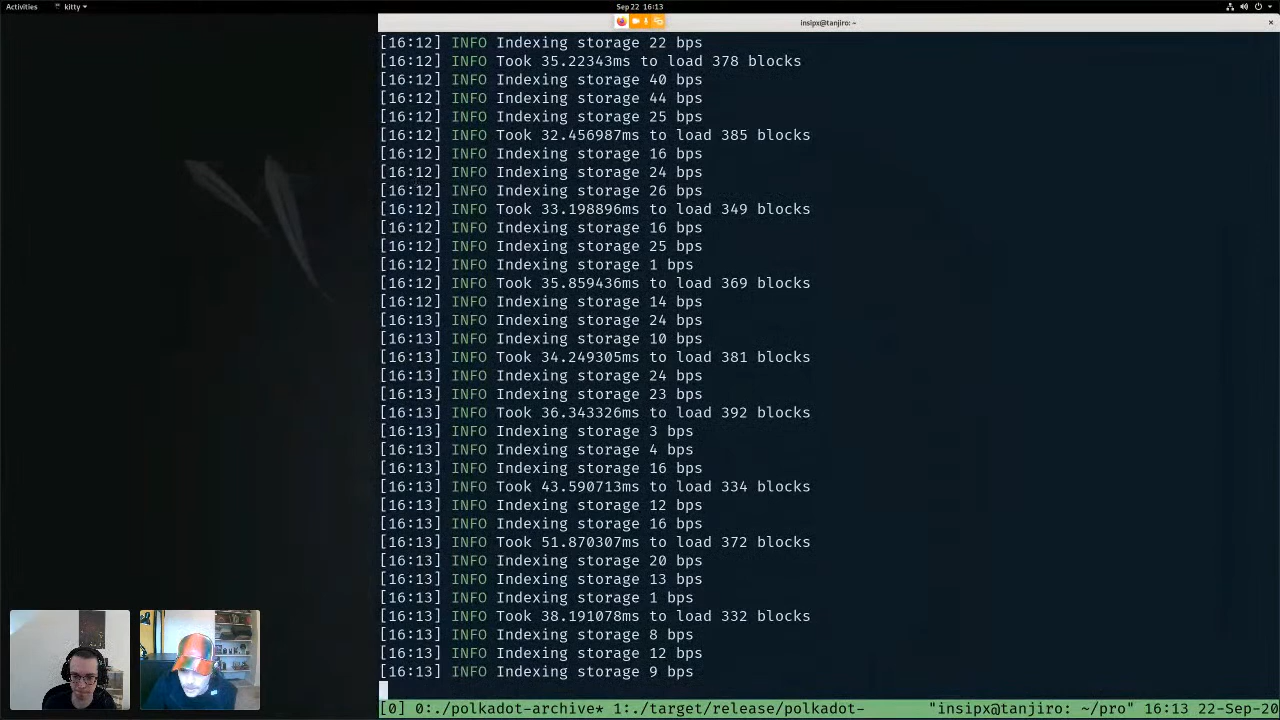 Activities kitty Sep 22 16:13
insipx@tanjiro: ~
[16:12] INFO Indexing storage 22 bps
[16:12] INFO Took 35.22343ms to load 378 blocks
[16:12] INFO Indexing storage 40 bps
[16:12] INFO Indexing storage 44 bps
[16:12] INFO Indexing storage 25 bps
[16:12] INFO Took 32.456987ms to load 385 blocks
[16:12] INFO Indexing storage 16 bps
[16:12] INFO Indexing storage 24 bps
[16:12] INFO Indexing storage 26 bps
[16:12] INFO Took 33.198896ms to load 349 blocks
[16:12] INFO Indexing storage 16 bps
[16:12] INFO Indexing storage 25 bps
[16:12] INFO Indexing storage 1 bps
[16:12] INFO Took 35.859436ms to load 369 blocks
[16:12] INFO Indexing storage 14 bps
[16:13] INFO Indexing storage 24 bps
[16:13] INFO Indexing storage 10 bps
[16:13] INFO Took 34.249305ms to load 381 blocks
[16:13] INFO Indexing storage 24 bps
[16:13] INFO Indexing storage 23 bps
[16:13] INFO Took 36.343326ms to load 392 blocks
[16:13] INFO Indexing storage 3 bps
[16:13] INFO Indexing storage 4 bps
[16:13] INFO Indexing storage 16 bps
[16:13] INFO Took 43.590713ms to load 334 blocks
[16:13] INFO Indexing storage 12 bps
[16:13] INFO Indexing storage 16 bps
[16:13] INFO Took 51.870307ms to load 372 blocks
[16:13] INFO Indexing storage 20 bps
[16:13] INFO Indexing storage 13 bps
[16:13] INFO Indexing storage 1 bps
[16:13] INFO Took 38.191078ms to load 332 blocks
[16:13] INFO Indexing storage 8 bps
[16:13] INFO Indexing storage 12 bps
[16:13] INFO Indexing storage 9 bps
[0] 0:./polkadot-archive* 1:./target/release/polkadot- "insipx@tanjiro: ~/pro" 16:13 22-Sep-20